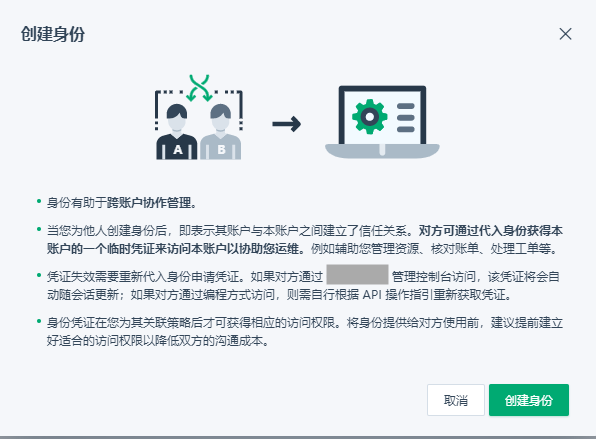 创建身份
A
B
身份有助于跨账户协作管理。
当您为他人创建身份后，即表示其账户与本账户之间建立了信任关系。对方可通过代入身份获得本
账户的一个临时凭证来访问本账户以协助您运维。例如辅助您管理资源、核对账单、处理工单等。
凭证失效需要重新代入身份申请凭证。如果对方通过 管理控制台访问，该凭证将会自
动随会话更新；如果对方通过编程方式访问，则需自行根据 API 操作指引重新获取凭证。
身份凭证在您为其关联策略后才可获得相应的访问权限。将身份提供给对方使用前，建议提前建立
好适合的访问权限以降低双方的沟通成本。
取消
创建身份